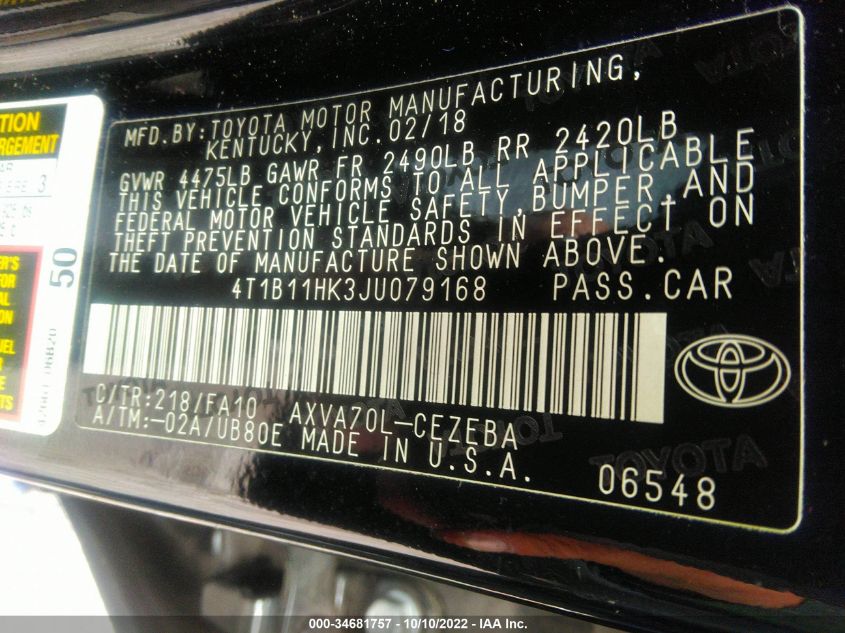 MFD.BY:TOYOTA MOTOR MANUFACTURING,
KENTUCKY,INC.02/18
GVWR 4475LB GAWR FR 2490LB RR 2420LB
THIS VEHICLE CONFORMS TO ALL APPLICABLE
FEDERAL MOTOR VEHICLE SAFETY,BUMPER,AND
THEFT PREVENTION STANDARDS IN EFFECT ON
THE DATE OF MANUFACTURE SHOWN ABOVE.
4T1B11HK3JU079168 PASS.CAR
C/TR:218/FA10 AXVA70L-CEZEBA
A/TM:-02A/UB80E MADE IN U.S.A.
06548
TOYOTA
50
3
000-34681757 - 10/10/2022 - IAA Inc.